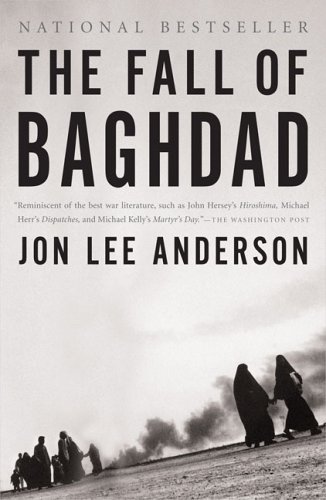 NATIONAL BESTSELLER
THE FALL OF
BAGHDAD
"Reminiscent of the best war literature, such as John Hersey's Hiroshima, Michael
Herr's Dispatches, and Michael Kelly's Martyr's Day."—THE WASHINGTON POST
JON LEE ANDERSON